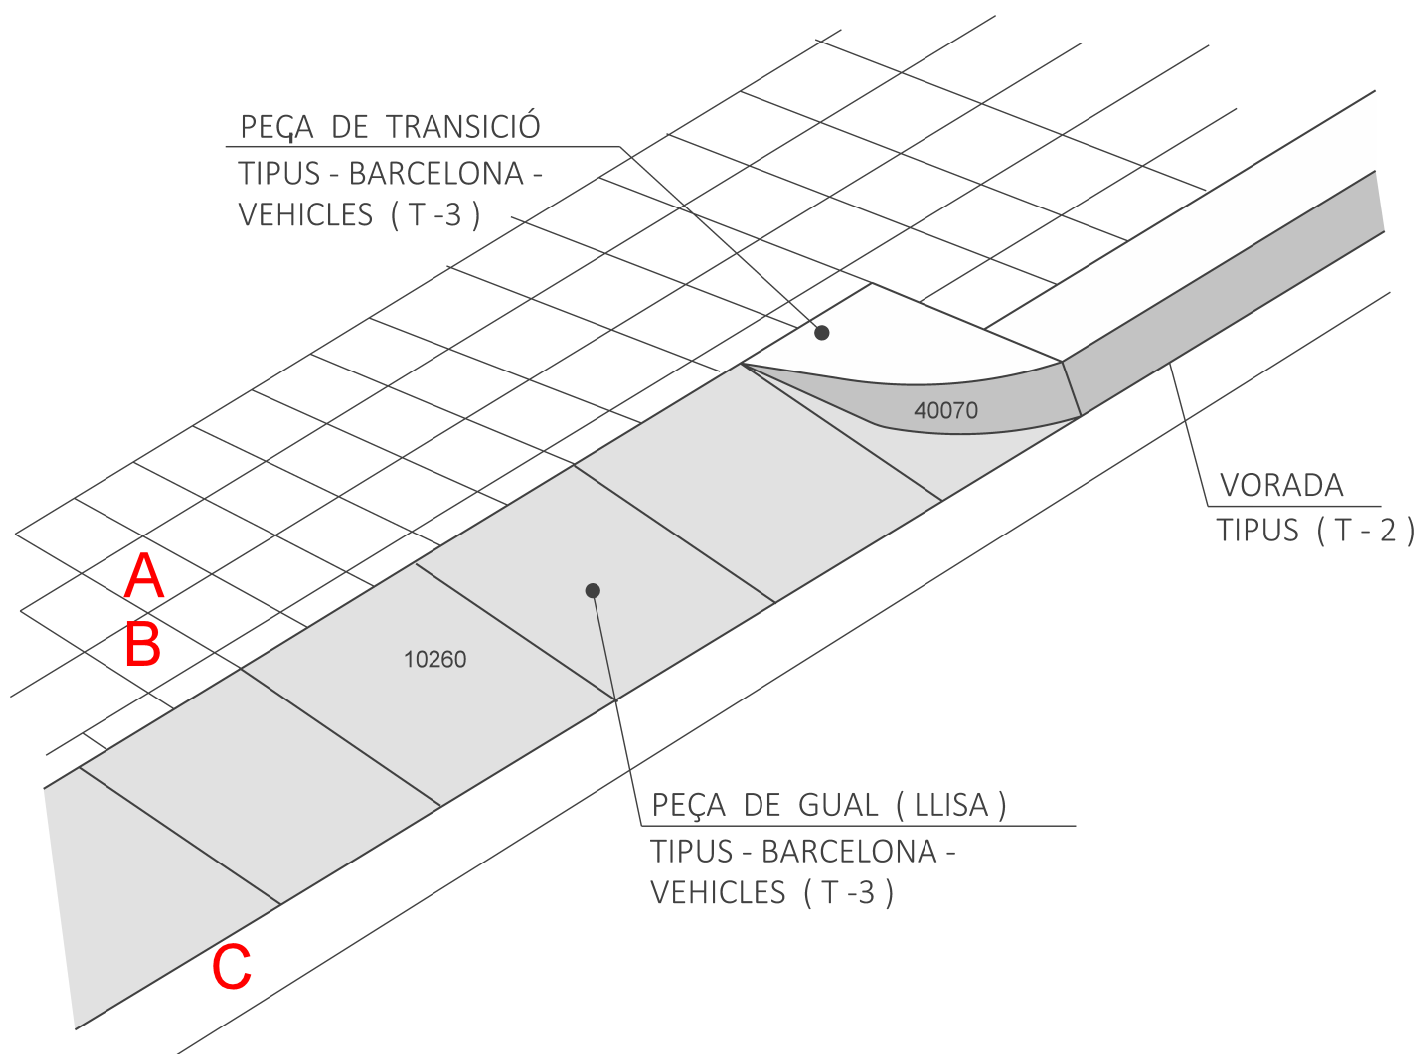 PEÇA DE TRANSICIÓ
TIPUS - BARCELONA -
VEHICLES ( T -3 )
40070
VORADA
TIPUS ( T - 2 )
A
B
10260
PEÇA DE GUAL ( LLISA )
TIPUS - BARCELONA -
VEHICLES ( T -3 )
C